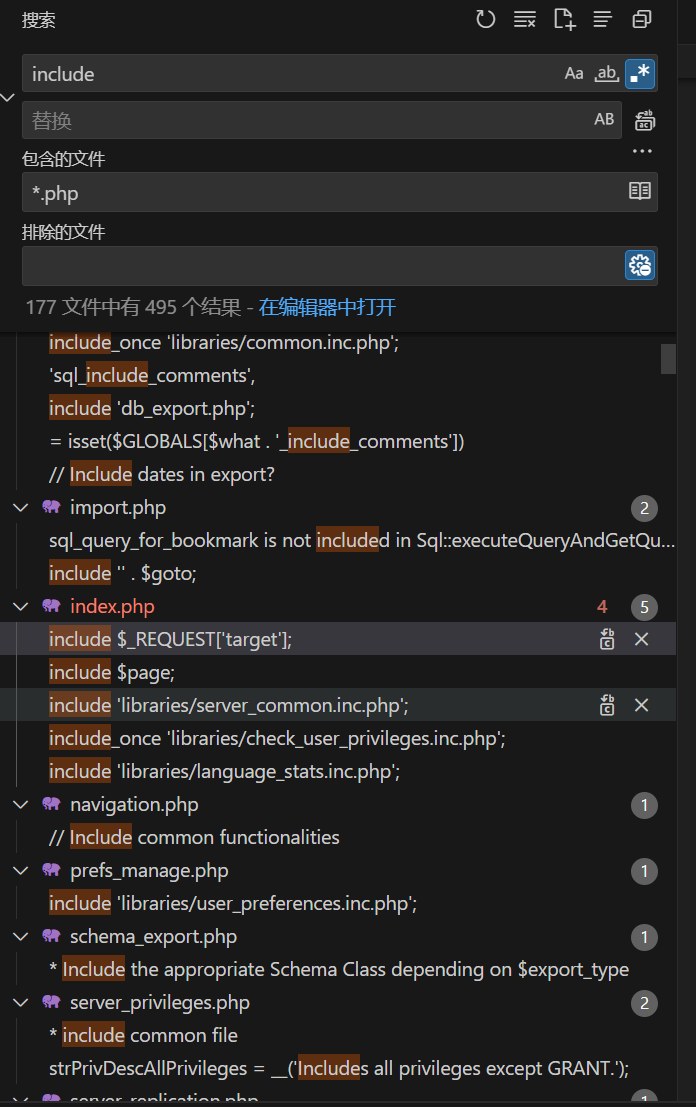 搜索
include
Aa
ab
.*
替换
AB
包含的文件
...
*.php
排除的文件
177 文件中有 495 个结果 - 在编辑器中打开
include_once 'libraries/common.inc.php';
'sql_include_comments',
include 'db_export.php';
= isset($GLOBALS[$what . '_include_comments'])
// Include dates in export?
import.php 2
sql_query_for_bookmark is not included in Sql::executeQueryAndGetQu...
include '' . $goto;
index.php 4 5
include $_REQUEST['target'];
include $page;
include 'libraries/server_common.inc.php';
include_once 'libraries/check_user_privileges.inc.php';
include 'libraries/language_stats.inc.php';
navigation.php 1
// Include common functionalities
prefs_manage.php 1
include 'libraries/user_preferences.inc.php';
schema_export.php 1
* Include the appropriate Schema Class depending on $export_type
server_privileges.php 2
* include common file
strPrivDescAllPrivileges = __('Includes all privileges except GRANT.');
server_replication.php 1